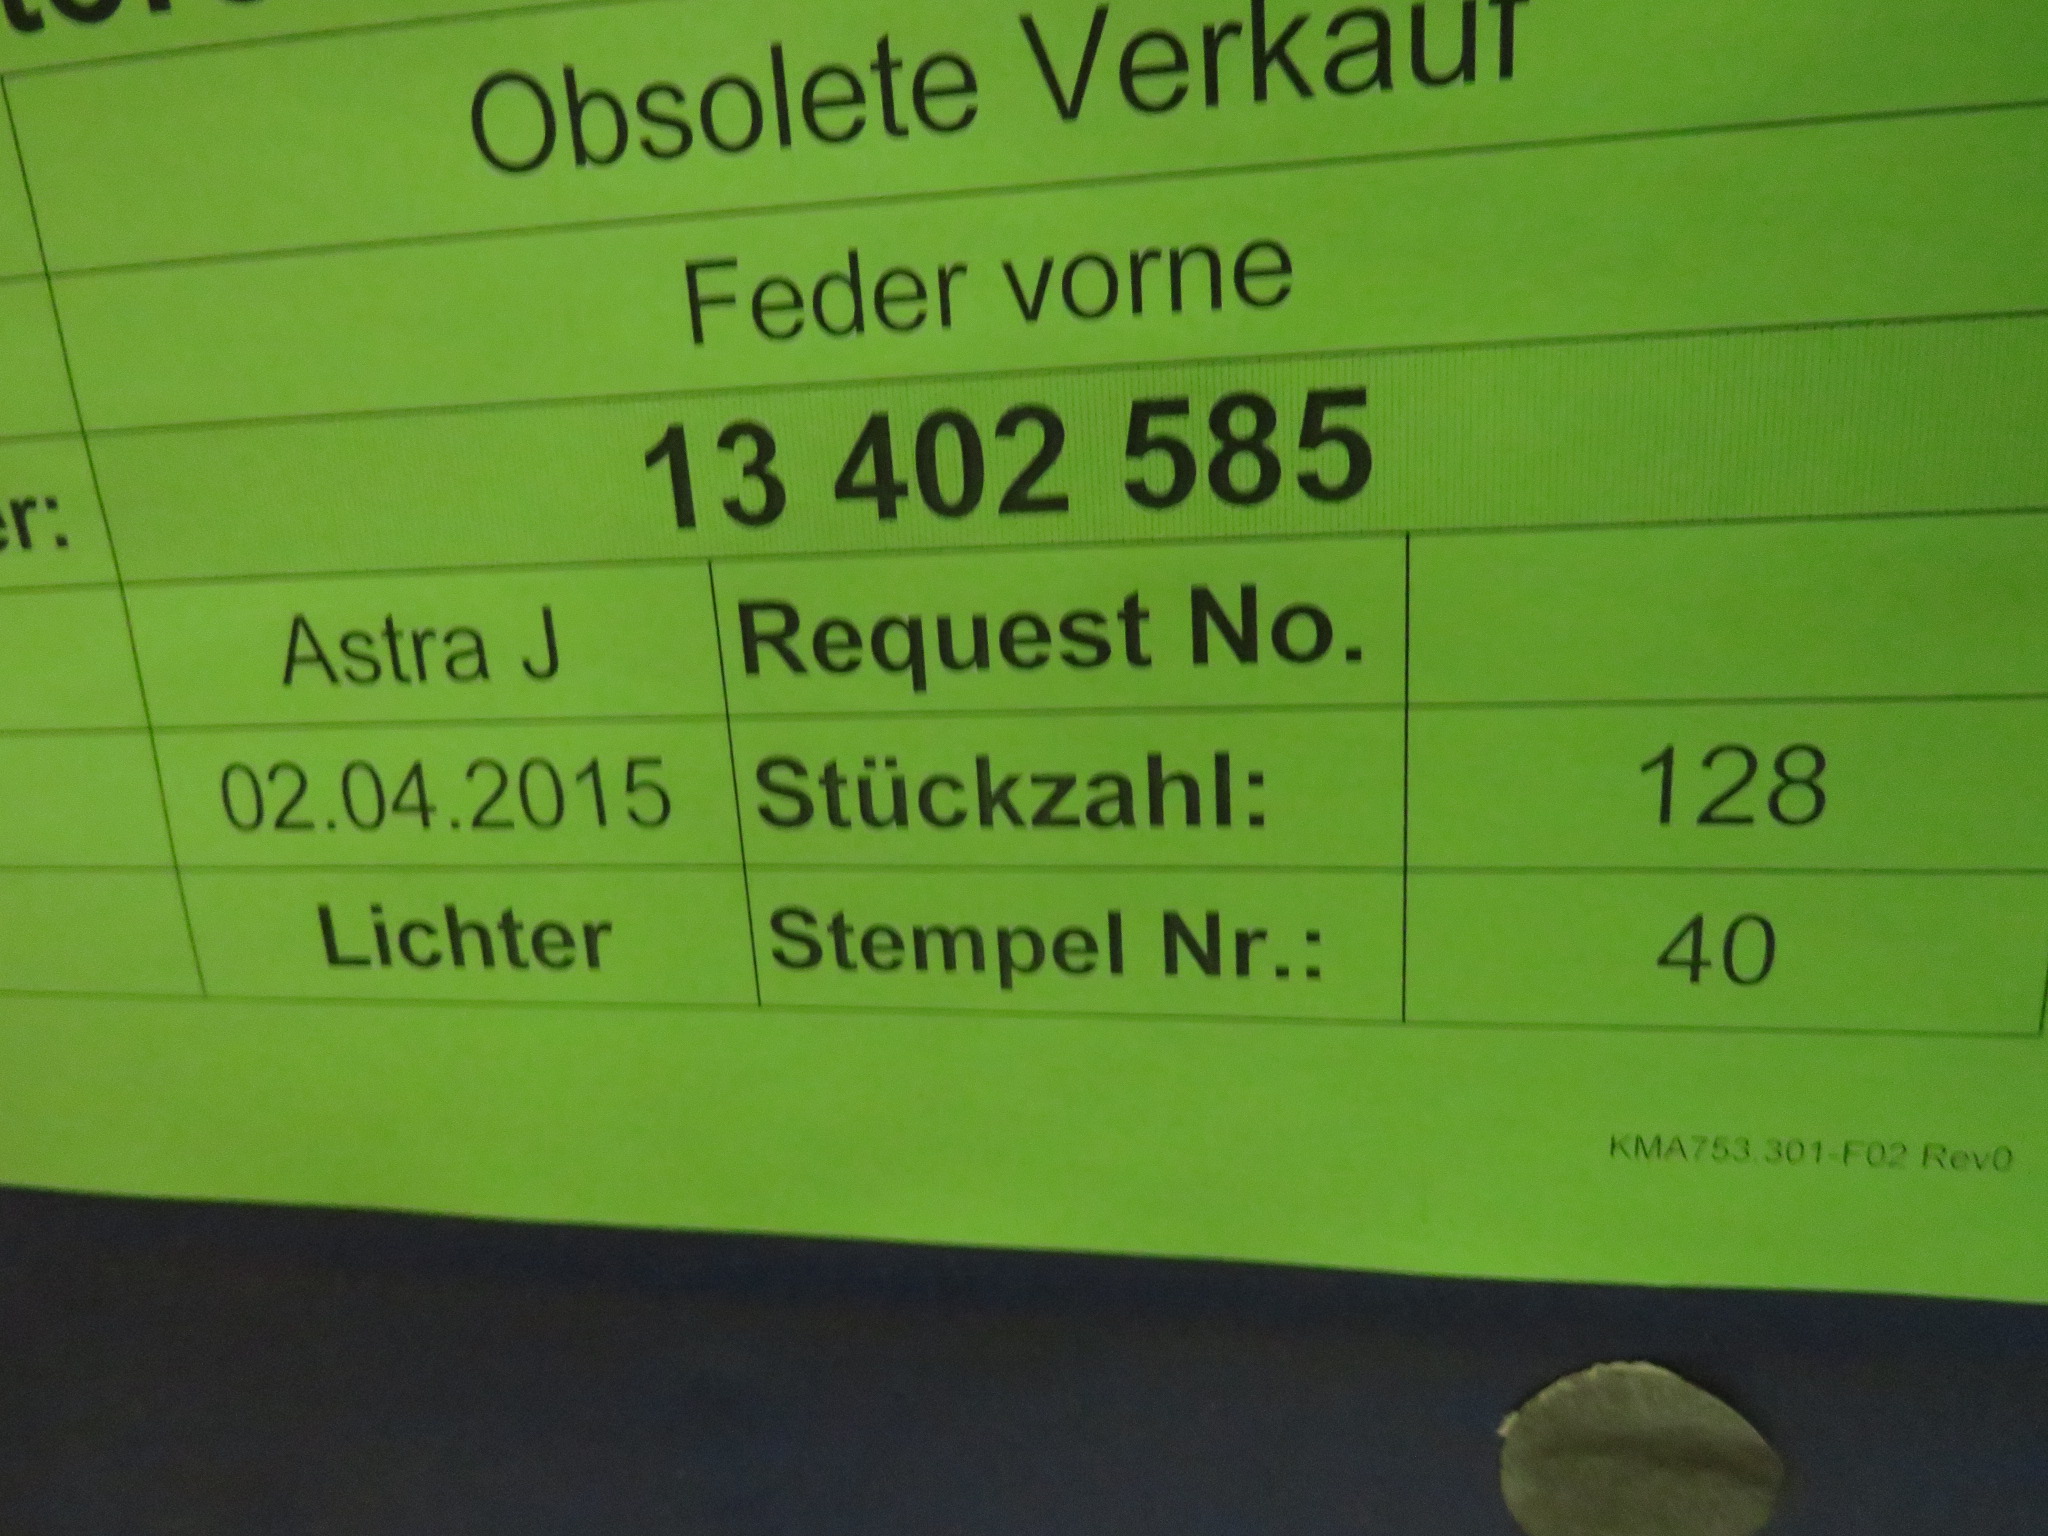 Obsolete Verkauf
Feder vorne
er: 13 402 585
Astra J Request No.
02.04.2015 Stückzahl: 128
Lichter Stempel Nr.: 40
KMA753.301-F02 Rev0